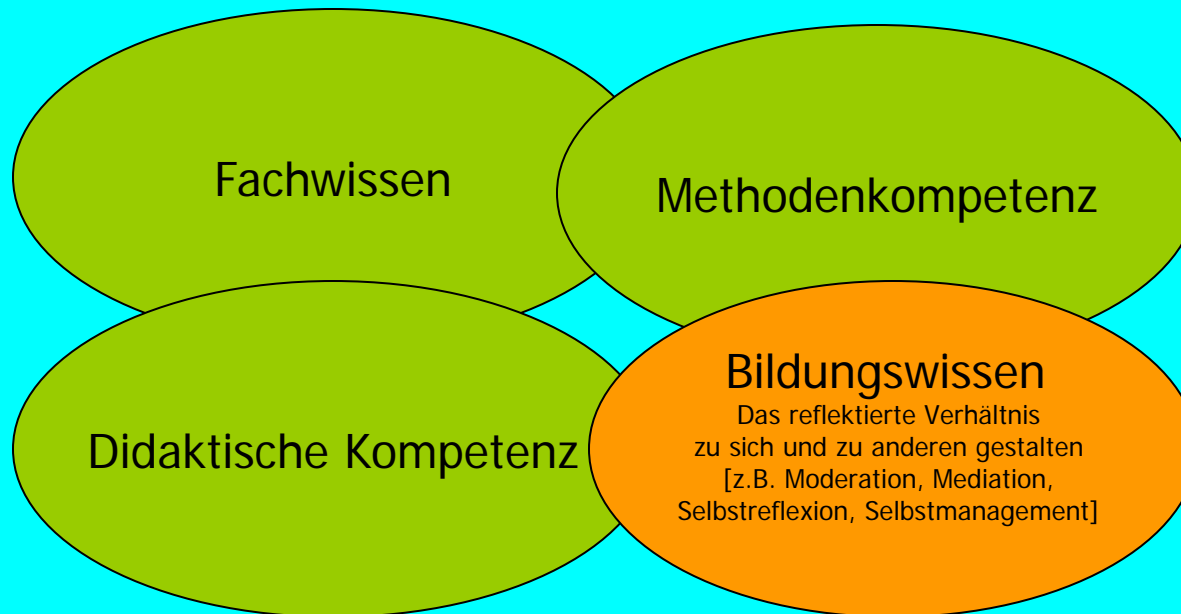 Fachwissen
Methodenkompetenz
Didaktische Kompetenz
Bildungswissen
Das reflektierte Verhältnis
zu sich und zu anderen gestalten
[z.B. Moderation, Mediation,
Selbstreflexion, Selbstmanagement]